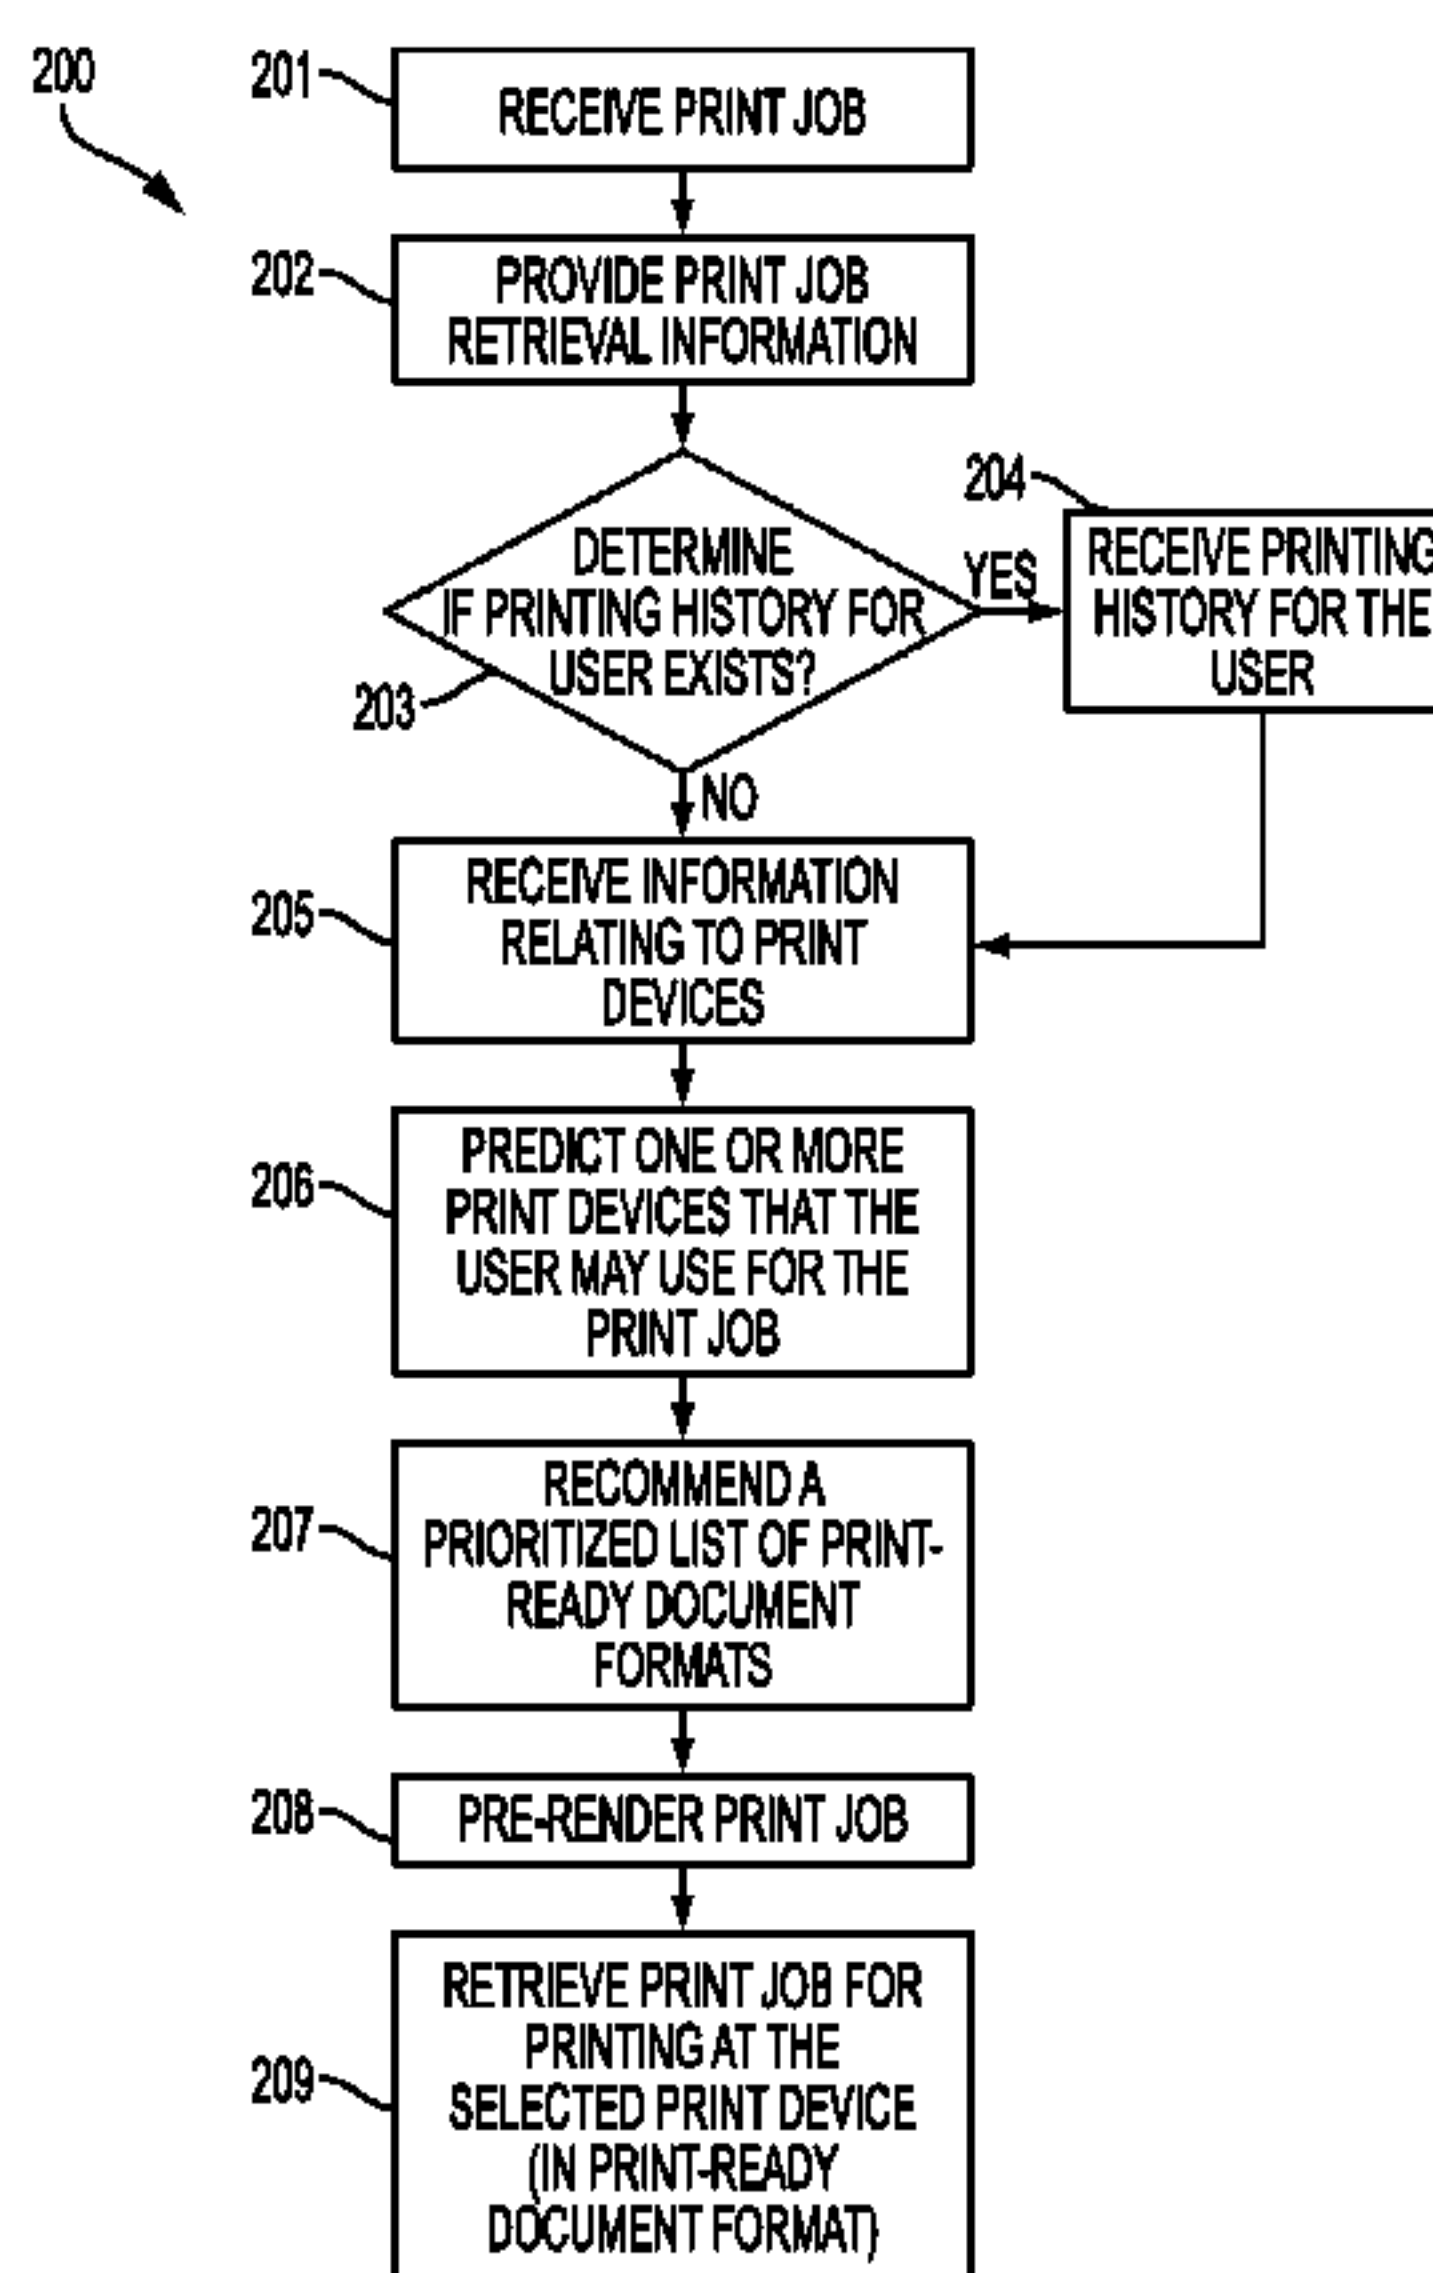 200
201
RECEIVE PRINT JOB
202
PROVIDE PRINT JOB
RETRIEVAL INFORMATION
DETERMINE
IF PRINTING HISTORY FOR
USER EXISTS?
203
YES
204
RECEIVE PRINTING
HISTORY FOR THE
USER
NO
205
RECEIVE INFORMATION
RELATING TO PRINT
DEVICES
206
PREDICT ONE OR MORE
PRINT DEVICES THAT THE
USER MAY USE FOR THE
PRINT JOB
207
RECOMMEND A
PRIORITIZED LIST OF PRINT-
READY DOCUMENT
FORMATS
208
PRE-RENDER PRINT JOB
209
RETRIEVE PRINT JOB FOR
PRINTING AT THE
SELECTED PRINT DEVICE
(IN PRINT-READY
DOCUMENT FORMAT)